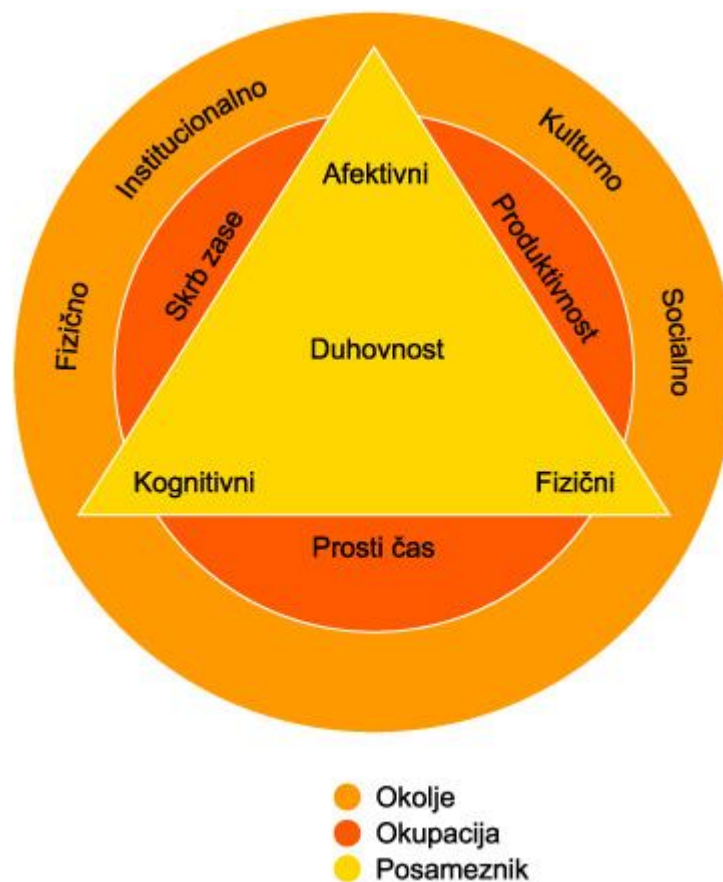 Institucionalno
Kulturno
Afektivni
Skrb zase
Produktivnost
Fizično
Socialno
Duhovnost
Kognitivni
Fizični
Prosti čas
Okolje
Okupacija
Posameznik